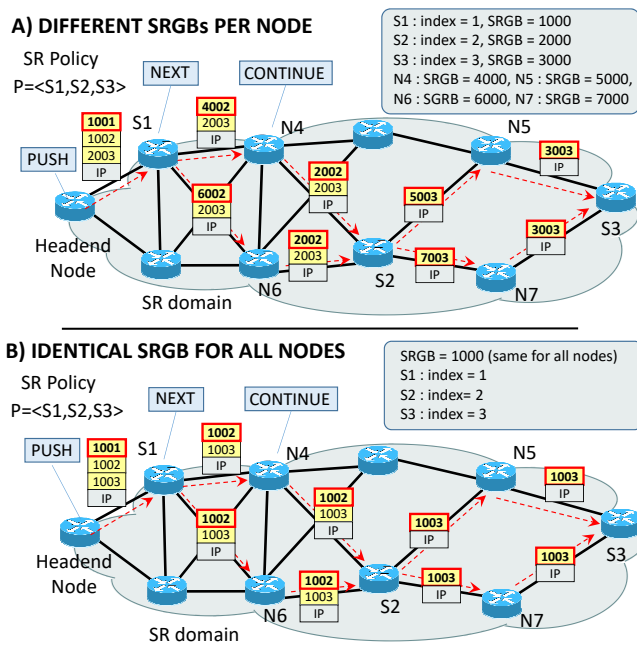 A) DIFFERENT SRGBs PER NODE
S1 : index = 1, SRGB = 1000
S2 : index = 2, SRGB = 2000
S3 : index = 3, SRGB = 3000
N4 : SRGB = 4000, N5 : SRGB = 5000,
N6 : SGRB = 6000, N7 : SRGB = 7000
SR Policy
P=<S1,S2,S3>
NEXT
CONTINUE
PUSH
1001
1002
2003
IP
S1
4002
2003
IP
N4
N5
3003
IP
6002
2003
IP
2002
2003
IP
5003
IP
S3
Headend
Node
2002
2003
IP
7003
IP
3003
IP
S2
N6
N7
SR domain
B) IDENTICAL SRGB FOR ALL NODES
SRGB = 1000 (same for all nodes)
S1 : index = 1
S2 : index= 2
S3 : index = 3
SR Policy
P=<S1,S2,S3>
NEXT
CONTINUE
PUSH
1001
1002
1003
IP
S1
1002
1003
IP
N4
N5
1003
IP
1002
1003
IP
1002
1003
IP
1003
IP
S3
Headend
Node
1002
1003
IP
1003
IP
1003
IP
S2
N6
N7
SR domain